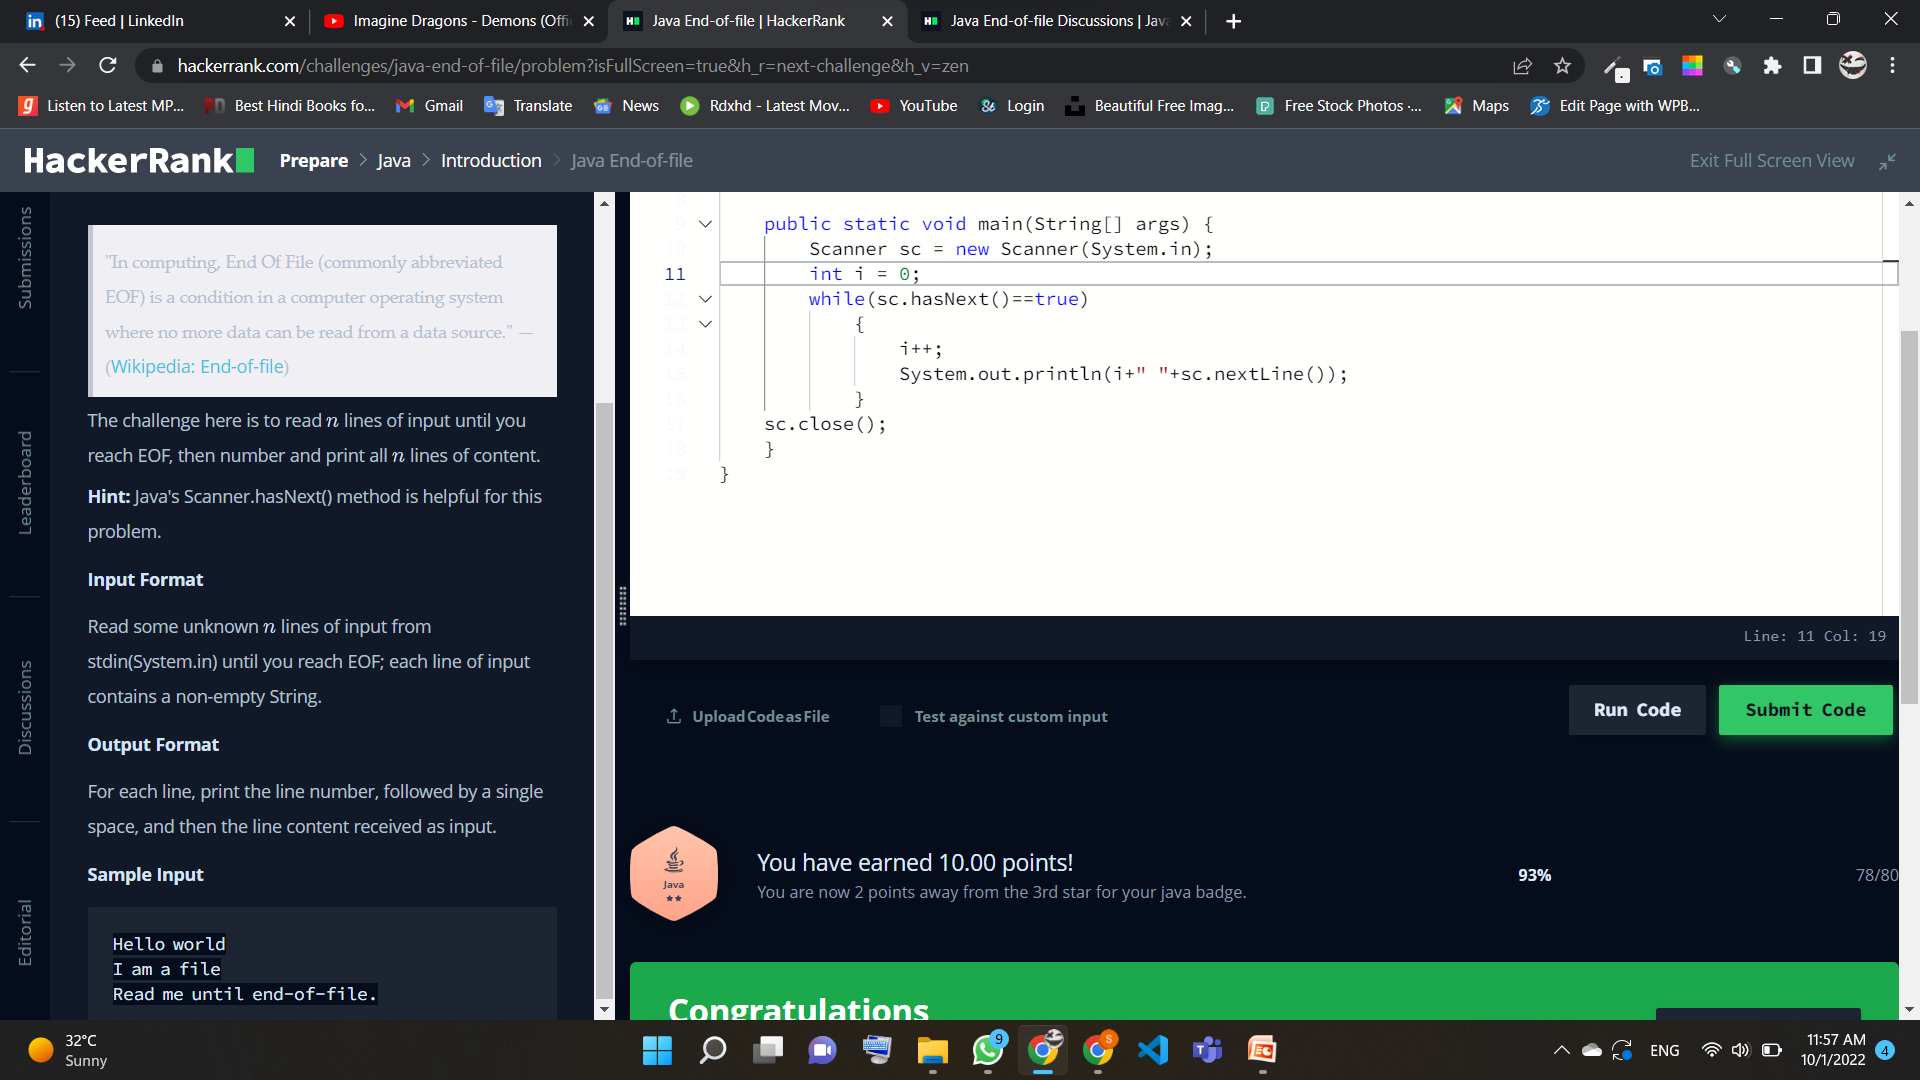 (15) Feed | LinkedIn
Imagine Dragons - Demons (Offi
Java End-of-file | HackerRank
Java End-of-file Discussions | Java
hackerrank.com/challenges/java-end-of-file/problem?isFullScreen=true&h_r=next-challenge&h_v=zen
Listen to Latest MP...
Best Hindi Books fo...
Gmail
Translate
News
Rdxhd - Latest Mov...
YouTube
Login
Beautiful Free Imag...
Free Stock Photos ·...
Maps
Edit Page with WPB...
HackerRank
Prepare > Java > Introduction > Java End-of-file
Exit Full Screen View
Submissions
Leaderboard
Discussions
Editorial
"In computing, End Of File (commonly abbreviated
EOF) is a condition in a computer operating system
where no more data can be read from a data source." —
(Wikipedia: End-of-file)
The challenge here is to read n lines of input until you
reach EOF, then number and print all n lines of content.
Hint: Java's Scanner.hasNext() method is helpful for this
problem.
Input Format
Read some unknown n lines of input from
stdin(System.in) until you reach EOF; each line of input
contains a non-empty String.
Output Format
For each line, print the line number, followed by a single
space, and then the line content received as input.
Sample Input
Hello world
I am a file
Read me until end-of-file.
8
9 public static void main(String[] args) {
10 Scanner sc = new Scanner(System.in);
11 int i = 0;
12 while(sc.hasNext()==true)
13 {
14 i++;
15 System.out.println(i+" "+sc.nextLine());
16 }
17 sc.close();
18 }
19 }
Line: 11 Col: 19
Upload Code as File
Test against custom input
Run Code
Submit Code
Java
You have earned 10.00 points!
You are now 2 points away from the 3rd star for your java badge.
93%
78/80
Congratulations
32°C
Sunny
9
S
ENG
11:57 AM
10/1/2022
4